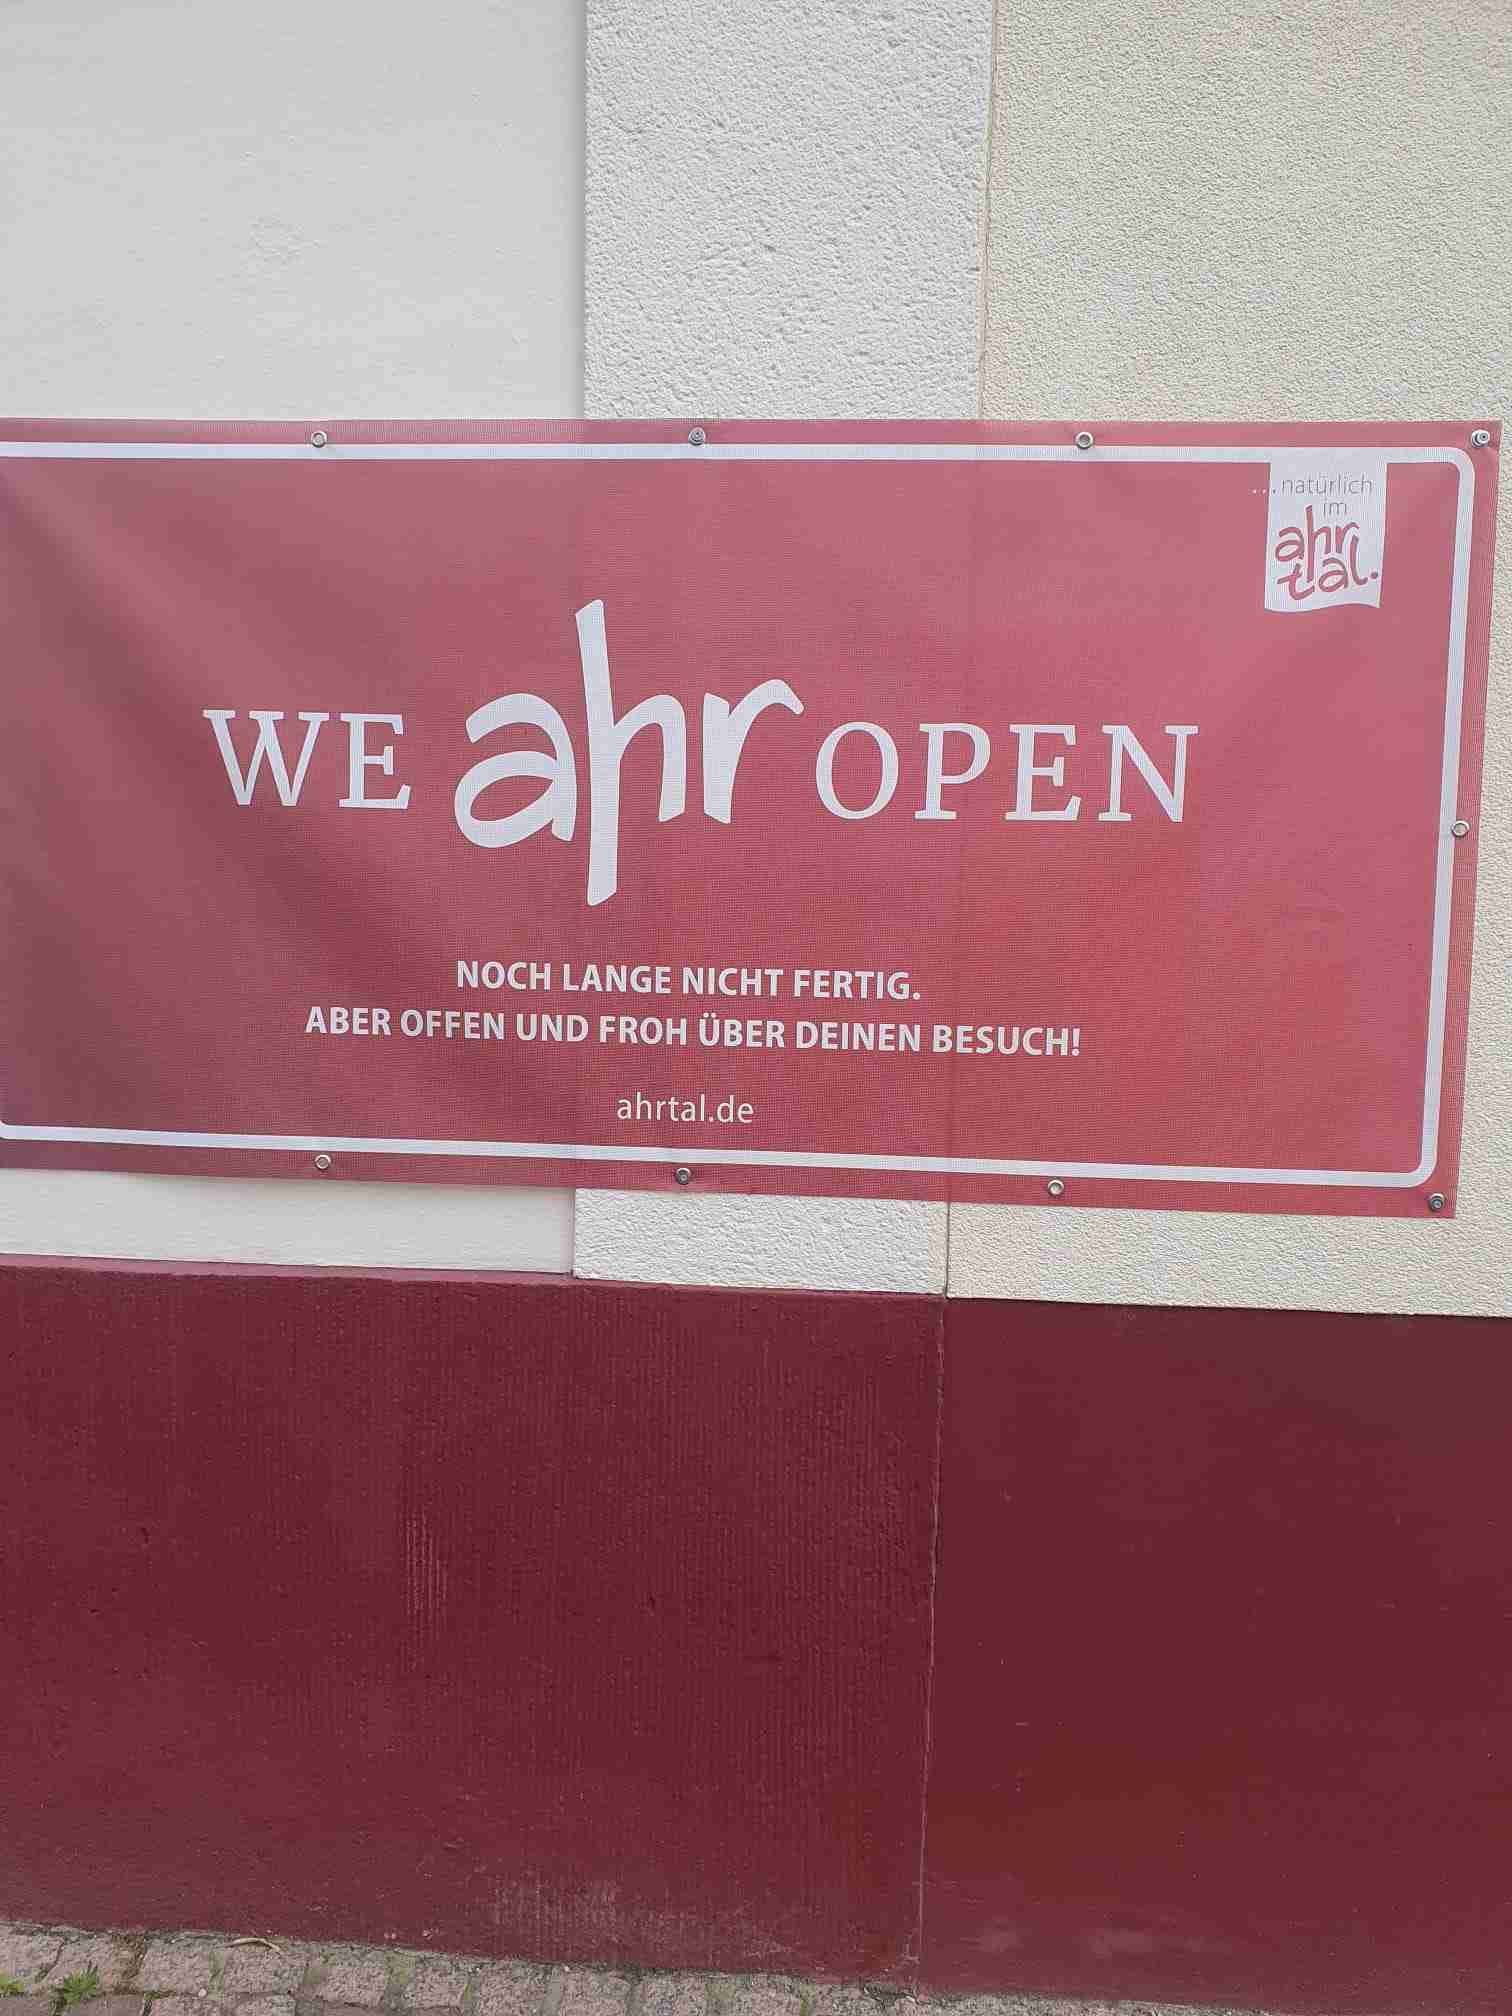 ...natürlich
im
ahr
tal.
WE ahr OPEN
NOCH LANGE NICHT FERTIG.
ABER OFFEN UND FROH ÜBER DEINEN BESUCH!
ahrtal.de